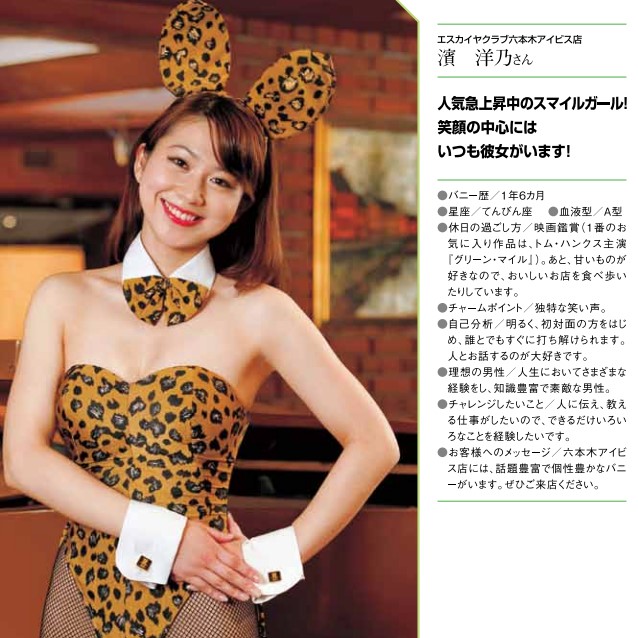 エスカイヤクラブ六本木アイビス店
濱　洋乃さん
人気急上昇中のスマイルガール!
笑顔の中心には
いつも彼女がいます!
●バニー歴／1年6カ月
●星座／てんびん座　●血液型／A型
●休日の過ごし方／映画鑑賞（1番のお
気に入り作品は、トム・ハンクス主演
『グリーン・マイル』）。あと、甘いものが
好きなので、おいしいお店を食べ歩い
たりしています。
●チャームポイント／独特な笑い声。
●自己分析／明るく、初対面の方をはじ
め、誰とでもすぐに打ち解けられます。
人とお話するのが大好きです。
●理想の男性／人生においてさまざまな
経験をし、知識豊富で素敵な男性。
●チャレンジしたいこと／人に伝え、教え
る仕事がしたいので、できるだけいろい
ろなことを経験したいです。
●お客様へのメッセージ／六本木アイビ
ス店には、話題豊富で個性豊かなバニ
ーがいます。ぜひご来店ください。